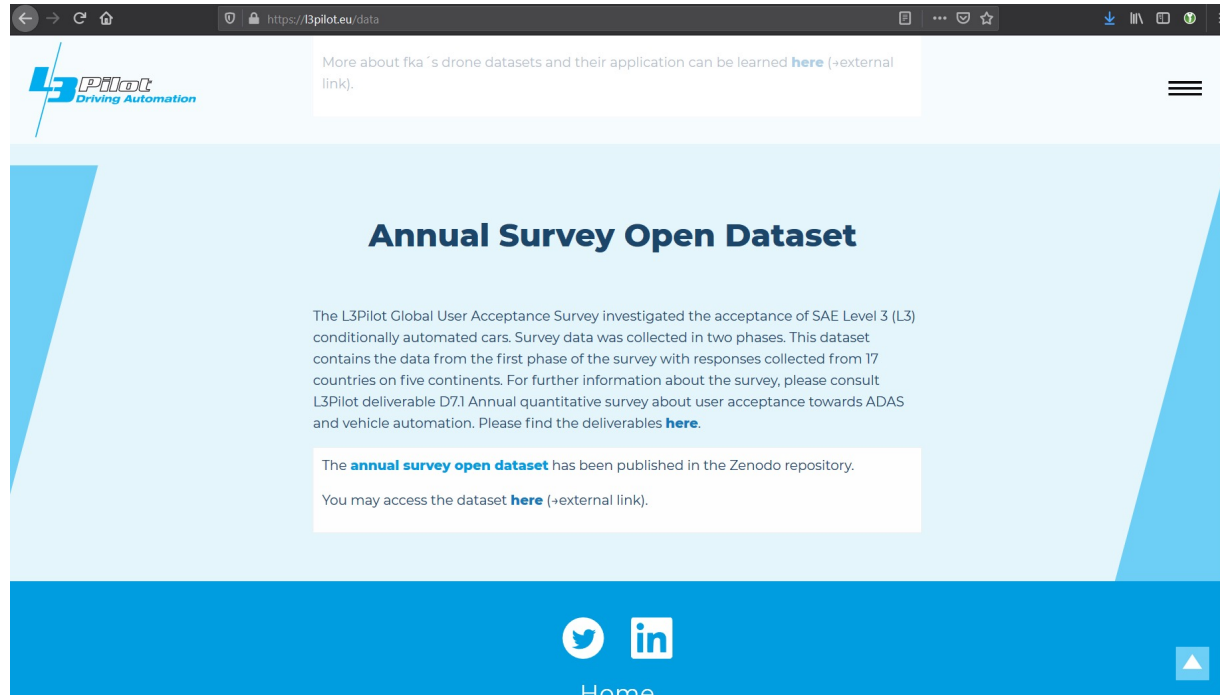 https://l3pilot.eu/data
L3Pilot
Driving Automation
More about fka´s drone datasets and their application can be learned here (→external
link).
Annual Survey Open Dataset
The L3Pilot Global User Acceptance Survey investigated the acceptance of SAE Level 3 (L3)
conditionally automated cars. Survey data was collected in two phases. This dataset
contains the data from the first phase of the survey with responses collected from 17
countries on five continents. For further information about the survey, please consult
L3Pilot deliverable D7.1 Annual quantitative survey about user acceptance towards ADAS
and vehicle automation. Please find the deliverables here.
The annual survey open dataset has been published in the Zenodo repository.
You may access the dataset here (→external link).
in
Home